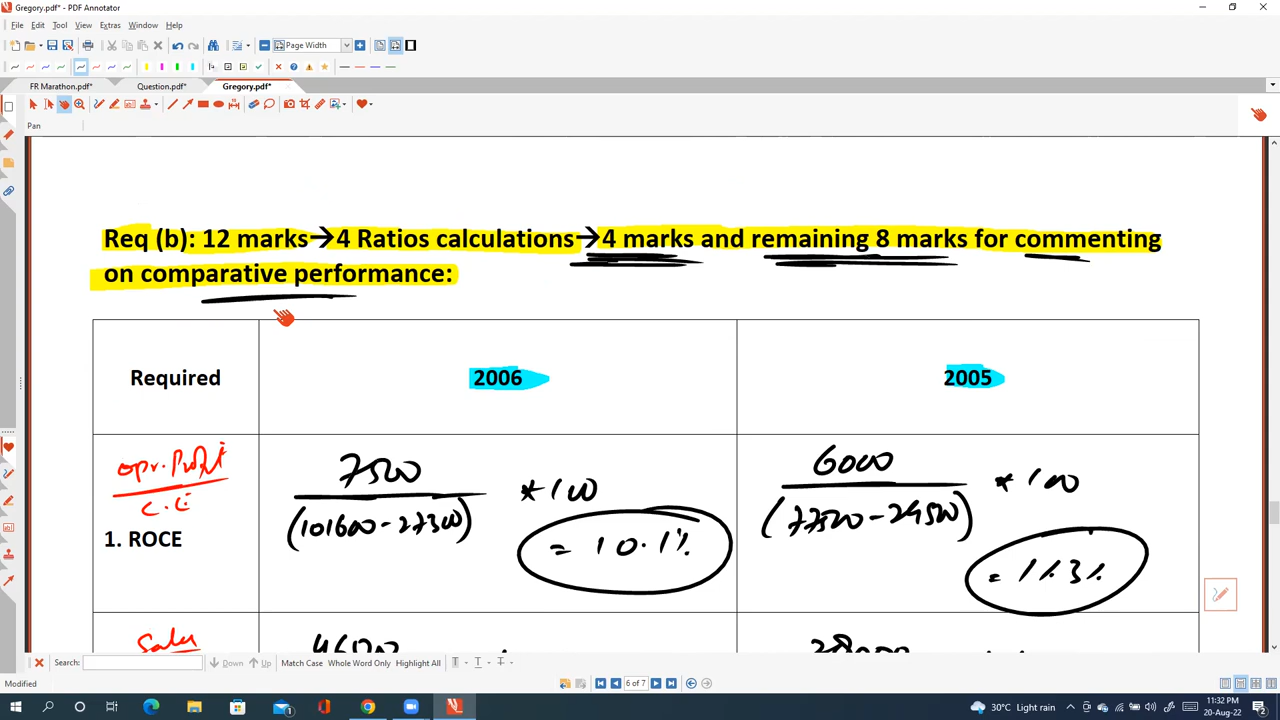 Gregory.pdf* - PDF Annotator
File Edit Tool View Extras Window Help
Page Width
FR Marathon.pdf* Question.pdf* Gregory.pdf*
Pan
Req (b): 12 marks→4 Ratios calculations→4 marks and remaining 8 marks for commenting
on comparative performance:
Required 2006 2005
opr. Profit
C.E
1. ROCE
7500
(101600-27300)
*100
= 10.1%
6000
(77500-24500)
*100
= 11.3%
Sales
Search: Down Up Match Case Whole Word Only Highlight All
6 of 7
Modified
30°C Light rain
11:32 PM
20-Aug-22